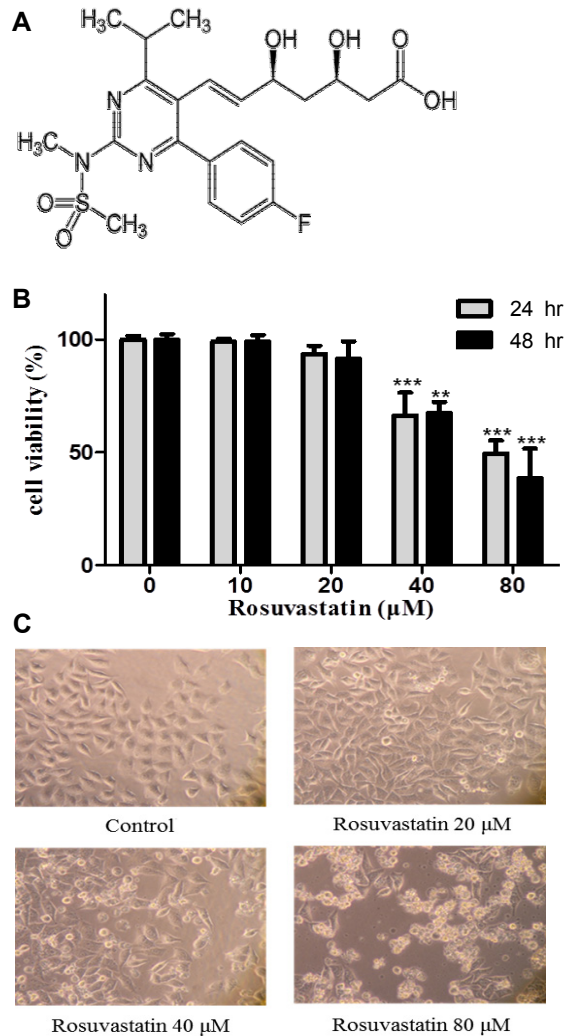 A
H₃C
CH₃
OH
OH
O
OH
N
N
H₃C
N
O
S
CH₃
O
F
B
24 hr
48 hr
cell viability (%)
100
50
0
***
**
***
***
0
10
20
40
80
Rosuvastatin (µM)
C
Control
Rosuvastatin 20 µM
Rosuvastatin 40 µM
Rosuvastatin 80 µM